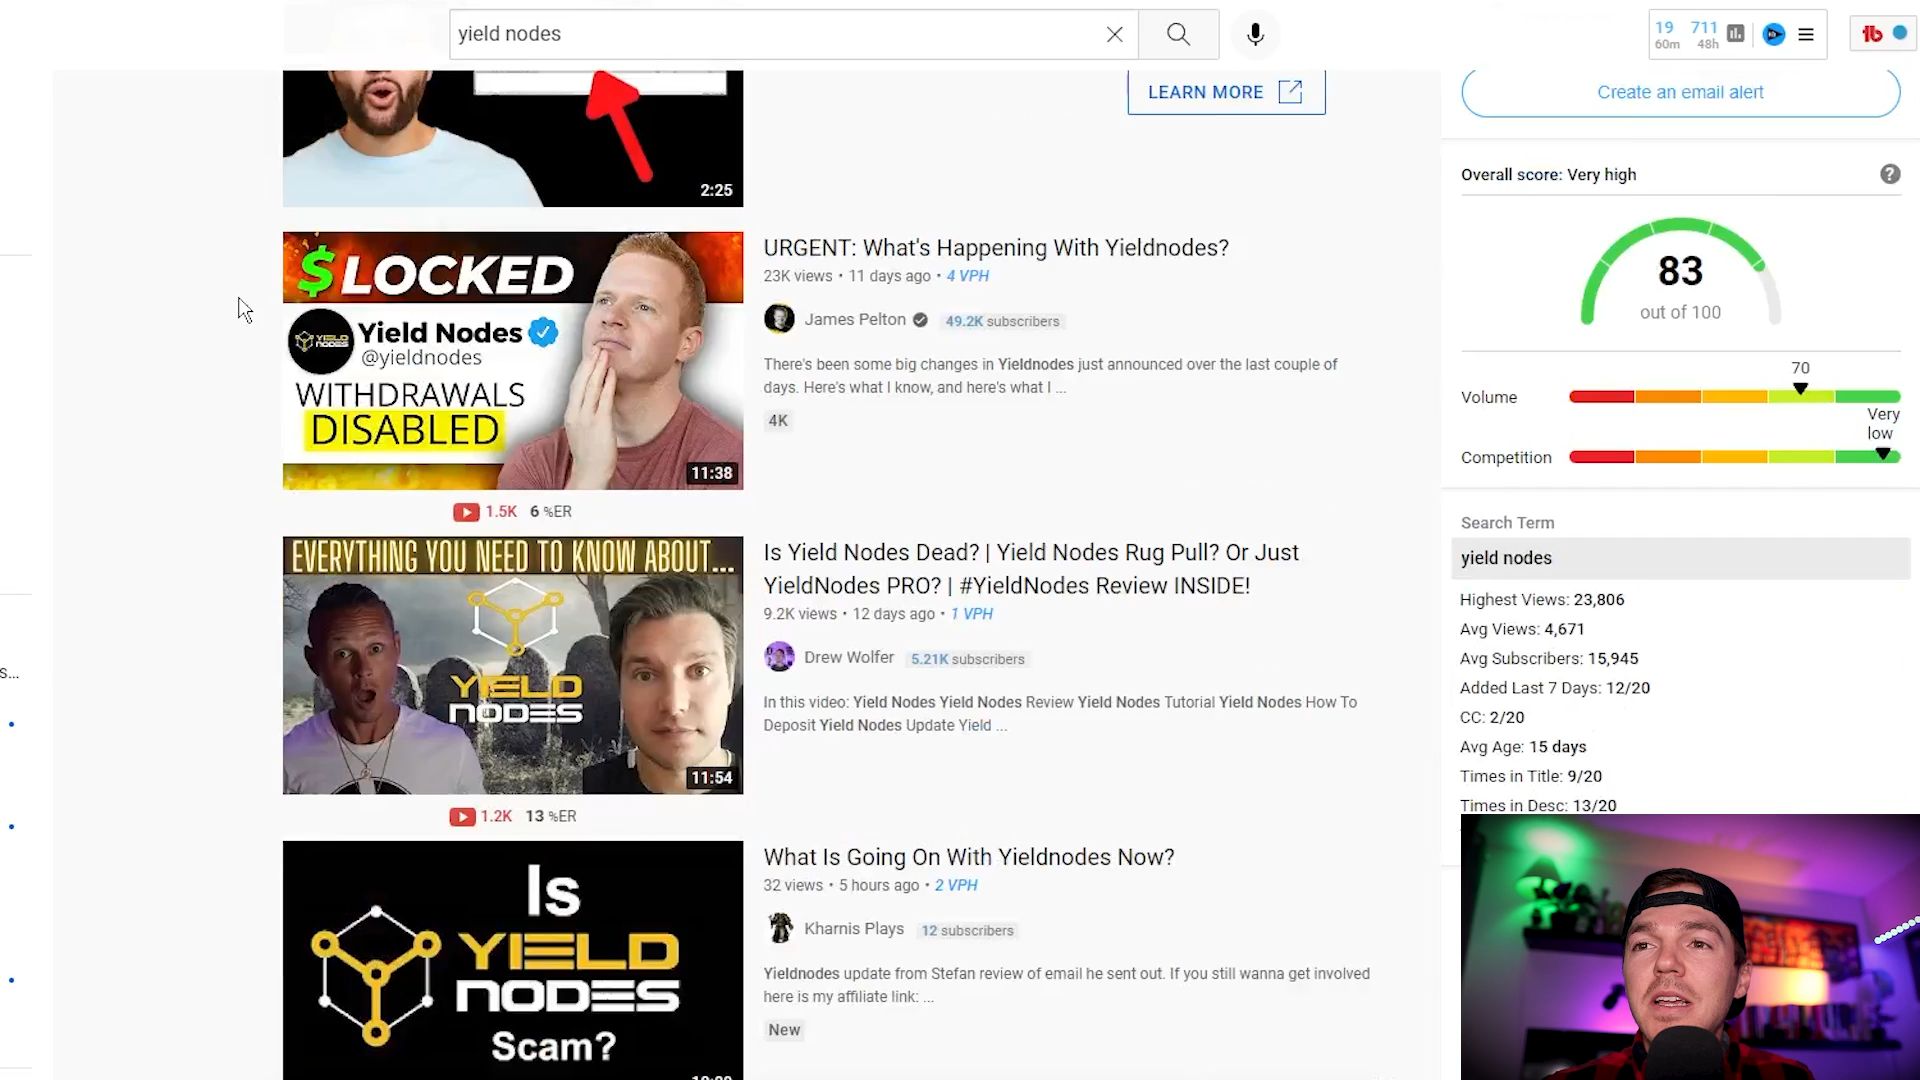 yield nodes
19 711
60m 48h
LEARN MORE
Create an email alert
2:25
Overall score: Very high
83
out of 100
70
Volume
Very
low
Competition
$LOCKED
Yield Nodes
@yieldnodes
WITHDRAWALS
DISABLED
YIELD
NODES
11:38
URGENT: What's Happening With Yieldnodes?
23K views • 11 days ago • 4 VPH
James Pelton 49.2K subscribers
There's been some big changes in Yieldnodes just announced over the last couple of
days. Here's what I know, and here's what I ...
4K
1.5K 6 %ER
EVERYTHING YOU NEED TO KNOW ABOUT...
YIELD
NODES
11:54
Is Yield Nodes Dead? | Yield Nodes Rug Pull? Or Just
YieldNodes PRO? | #YieldNodes Review INSIDE!
9.2K views • 12 days ago • 1 VPH
Drew Wolfer 5.21K subscribers
In this video: Yield Nodes Yield Nodes Review Yield Nodes Tutorial Yield Nodes How To
Deposit Yield Nodes Update Yield ...
1.2K 13 %ER
Is
YIELD
NODES
Scam?
What Is Going On With Yieldnodes Now?
32 views • 5 hours ago • 2 VPH
Kharnis Plays 12 subscribers
Yieldnodes update from Stefan review of email he sent out. If you still wanna get involved
here is my affiliate link: ...
New
Search Term
yield nodes
Highest Views: 23,806
Avg Views: 4,671
Avg Subscribers: 15,945
Added Last 7 Days: 12/20
CC: 2/20
Avg Age: 15 days
Times in Title: 9/20
Times in Desc: 13/20
s...